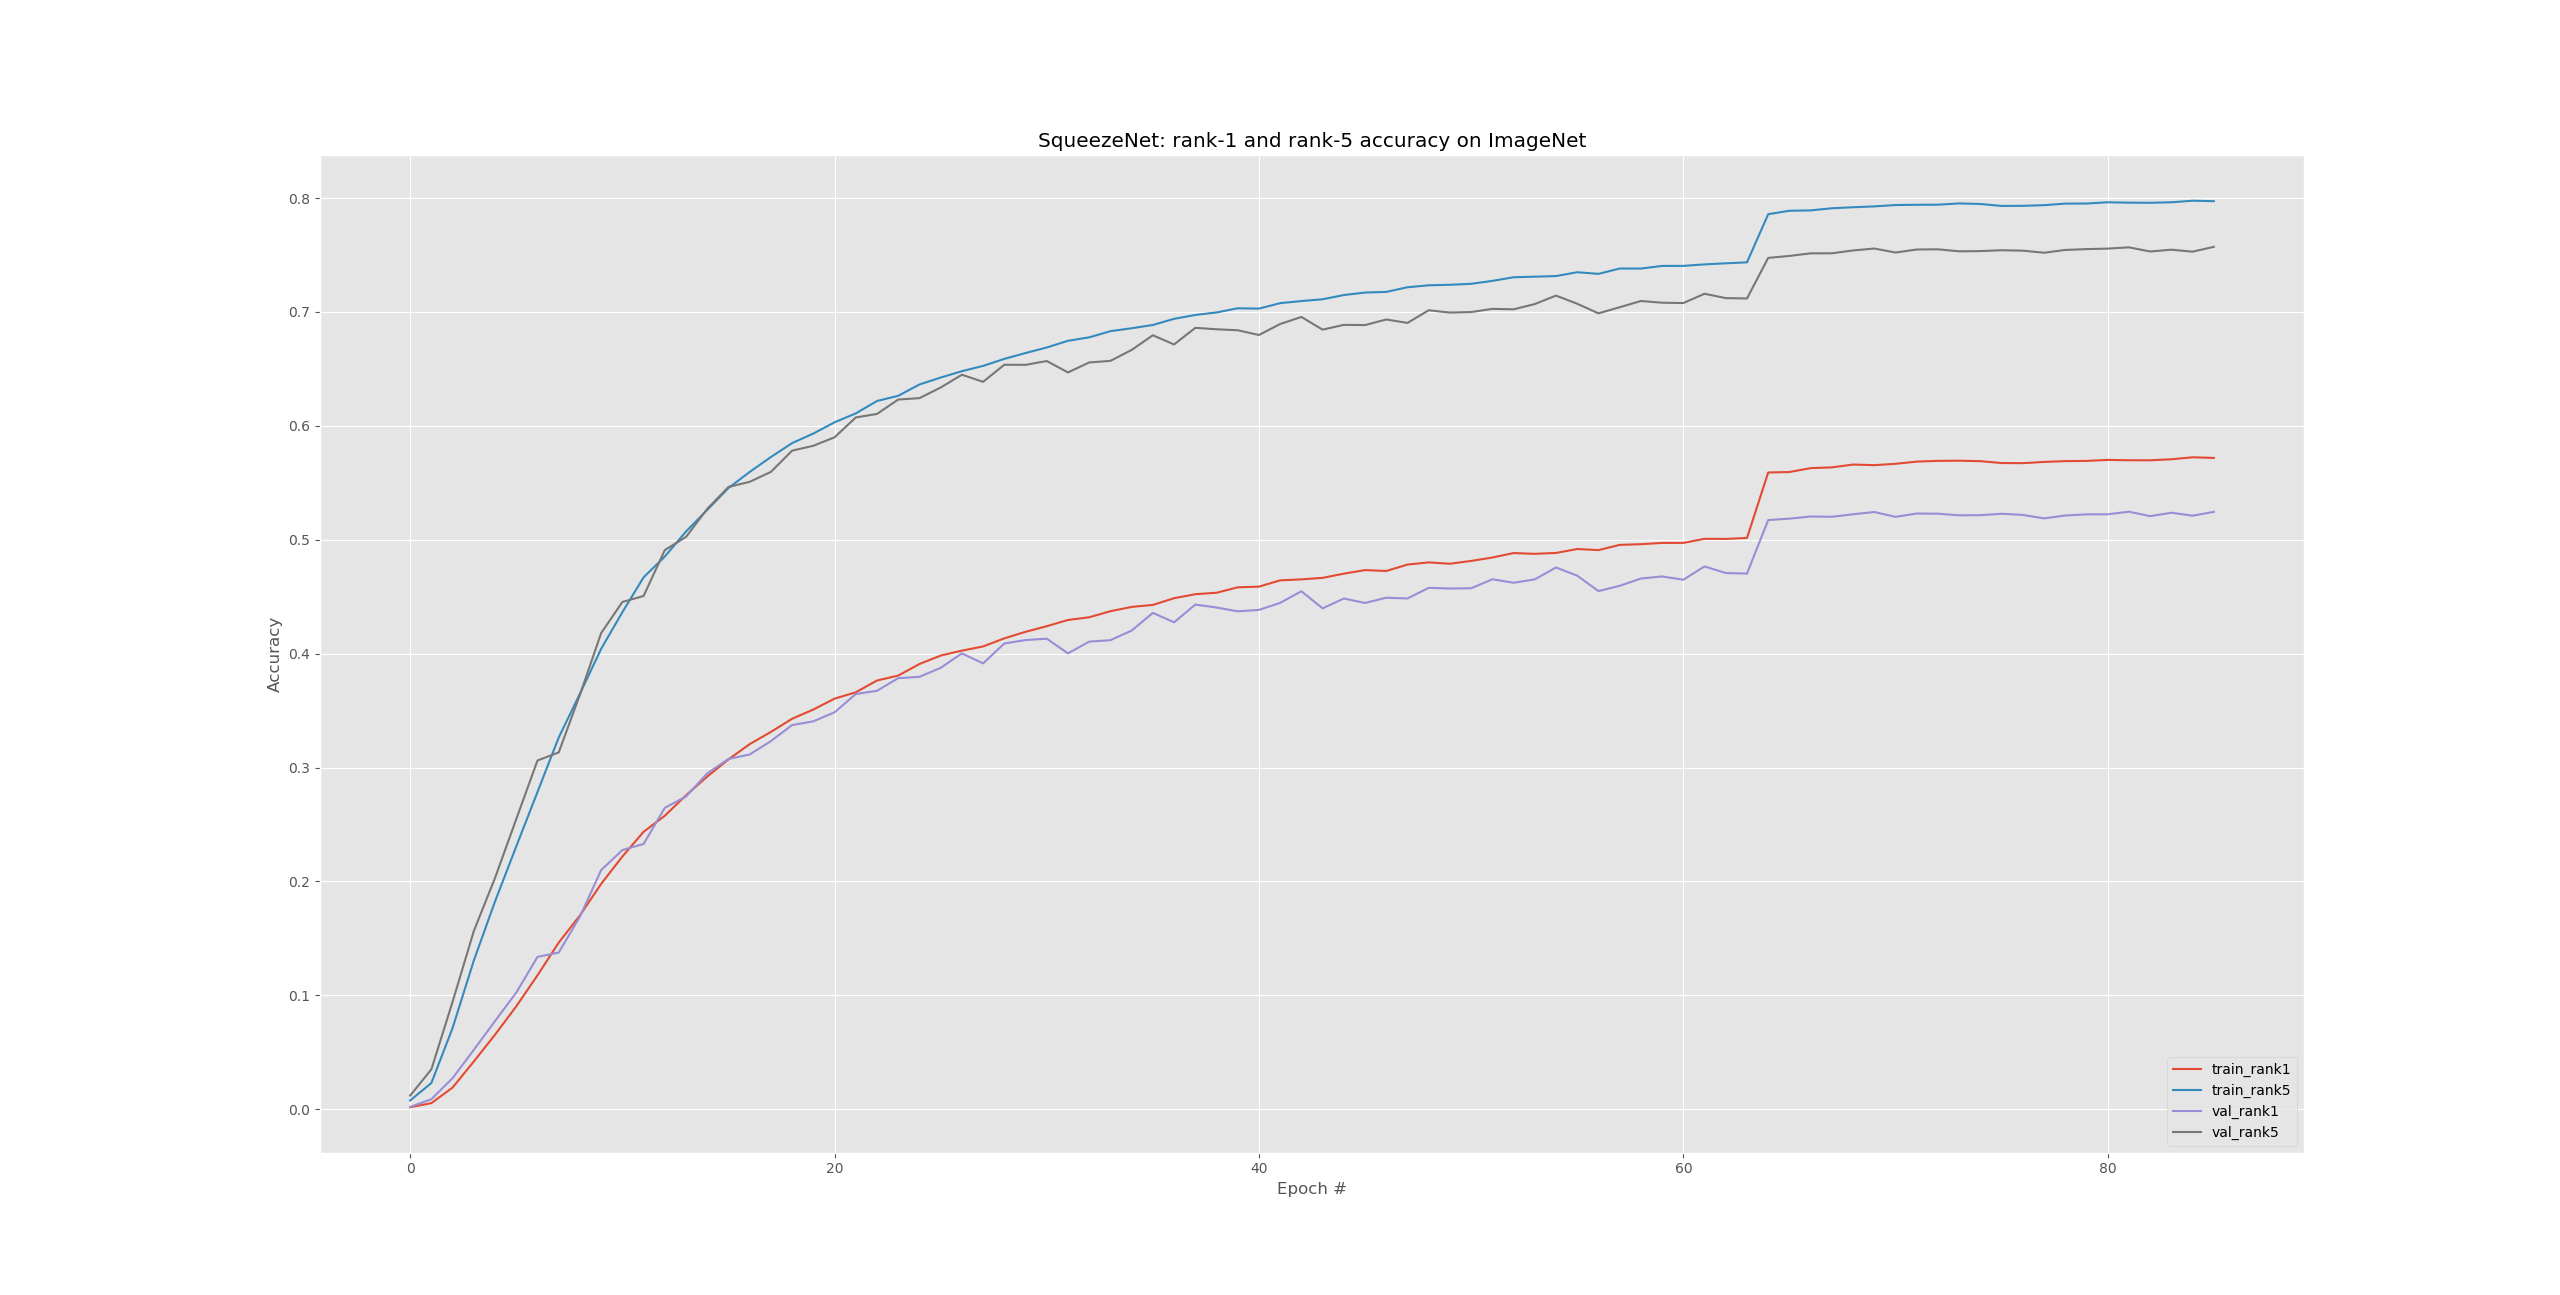 SqueezeNet: rank-1 and rank-5 accuracy on ImageNet
0.8
0.7
0.6
0.5
0.4
0.3
0.2
0.1
0.0
Accuracy
0 20 40 60 80
Epoch #
train_rank1
train_rank5
val_rank1
val_rank5